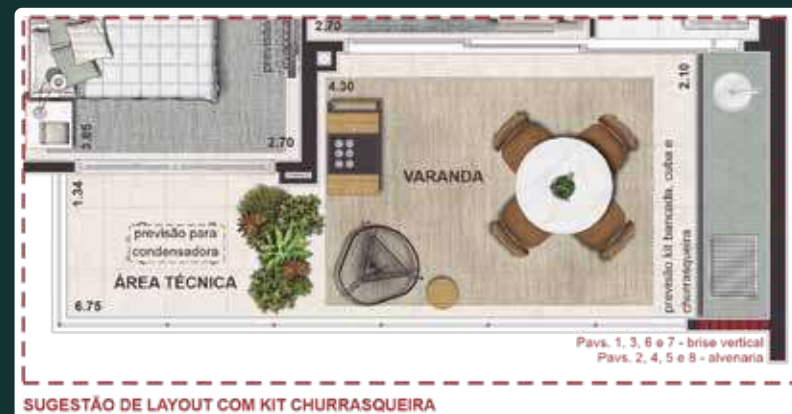 2.70
previsão
4.30
2.10
3.85
2.70
VARANDA
1.34
previsão para
condensadora
ÁREA TÉCNICA
previsão kit bancada, cuba e
churrasqueira
6.75
Pavs. 1, 3, 6 e 7 - brise vertical
Pavs. 2, 4, 5 e 8 - alvenaria
SUGESTÃO DE LAYOUT COM KIT CHURRASQUEIRA